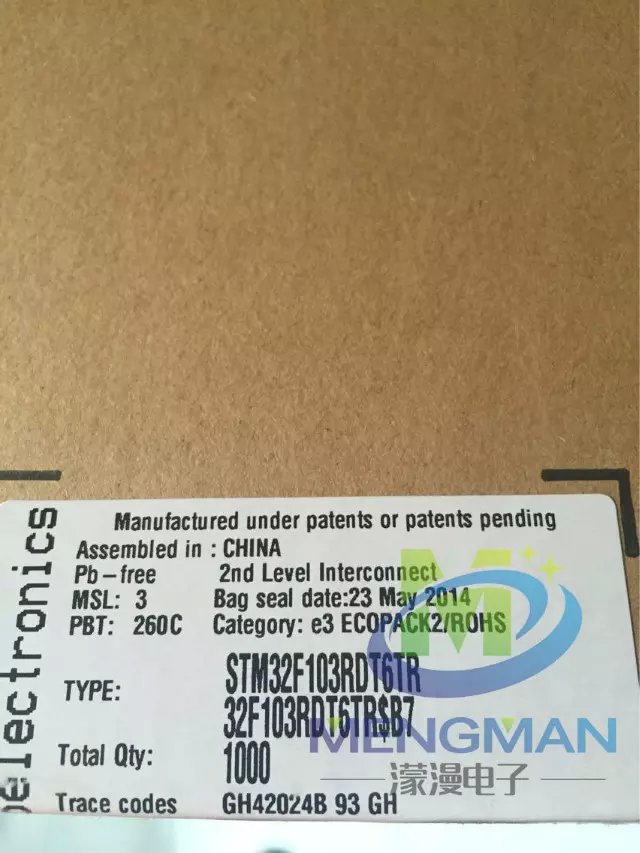 electronics
Manufactured under patents or patents pending
Assembled in : CHINA
Pb-free 2nd Level Interconnect
MSL: 3 Bag seal date:23 May 2014
PBT: 260C Category: e3 ECOPACK2/ROHS
TYPE: STM32F103RDT6TR
32F103RDT6TR$B7
Total Qty: 1000
Trace codes GH42024B 93 GH
MENGMAN
濛漫电子